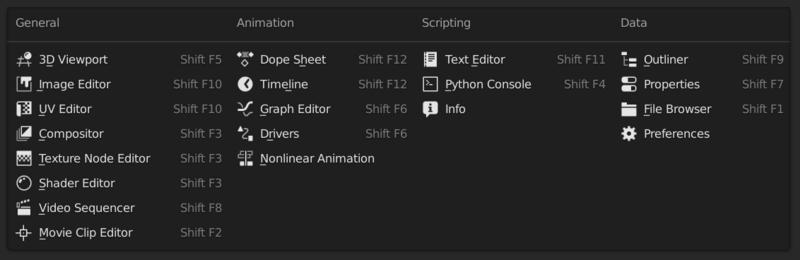 General
3D Viewport Shift F5
Image Editor Shift F10
UV Editor Shift F10
Compositor Shift F3
Texture Node Editor Shift F3
Shader Editor Shift F3
Video Sequencer Shift F8
Movie Clip Editor Shift F2
Animation
Dope Sheet Shift F12
Timeline Shift F12
Graph Editor Shift F6
Drivers Shift F6
Nonlinear Animation
Scripting
Text Editor Shift F11
Python Console Shift F4
Info
Data
Outliner Shift F9
Properties Shift F7
File Browser Shift F1
Preferences